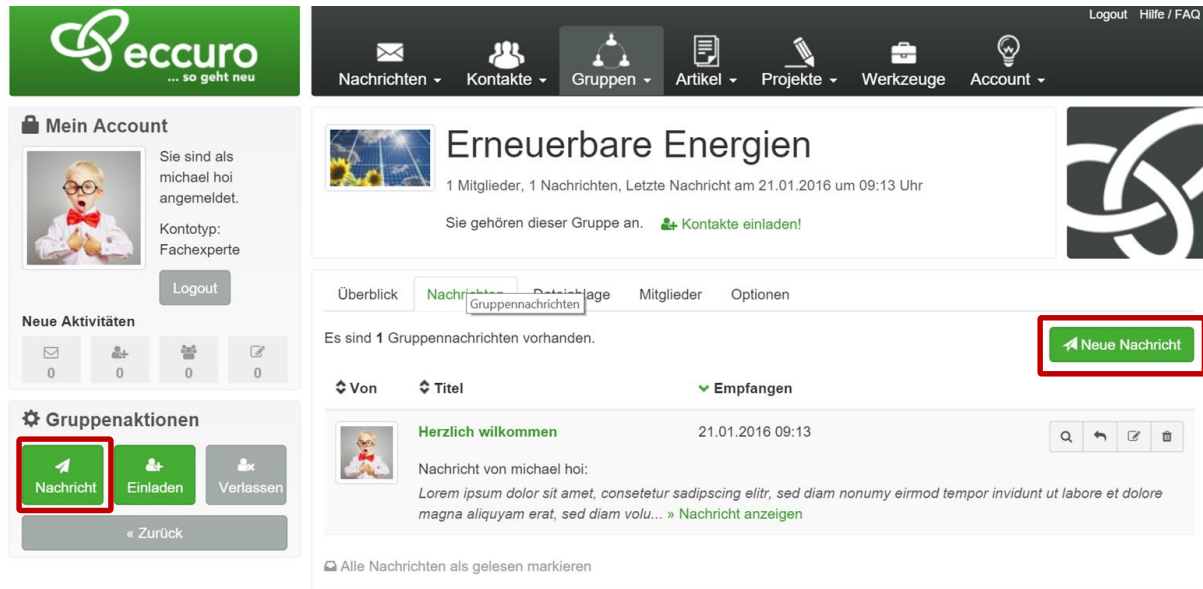 eccuro
... so geht neu
Logout Hilfe / FAQ
Nachrichten Kontakte Gruppen Artikel Projekte Werkzeuge Account
Mein Account
Sie sind als
michael hoi
angemeldet.
Kontotyp:
Fachexperte
Logout
Neue Aktivitäten
0 0 0 0
Gruppenaktionen
Nachricht Einladen Verlassen
« Zurück
Erneuerbare Energien
1 Mitglieder, 1 Nachrichten, Letzte Nachricht am 21.01.2016 um 09:13 Uhr
Sie gehören dieser Gruppe an. Kontakte einladen!
Überblick Nachrichten Dateiablage Mitglieder Optionen
Gruppennachrichten
Es sind 1 Gruppennachrichten vorhanden.
Neue Nachricht
Von Titel Empfangen
Herzlich wilkommen 21.01.2016 09:13
Nachricht von michael hoi:
Lorem ipsum dolor sit amet, consetetur sadipscing elitr, sed diam nonumy eirmod tempor invidunt ut labore et dolore
magna aliquyam erat, sed diam volu... » Nachricht anzeigen
Alle Nachrichten als gelesen markieren